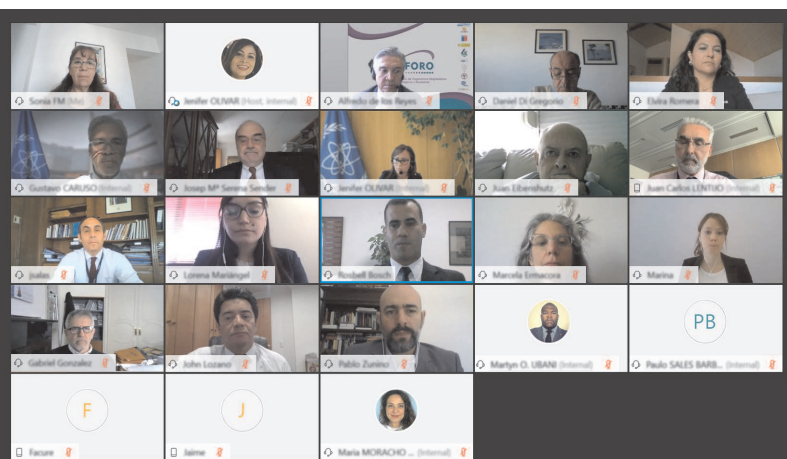 Sonia FM (Me)
Jenifer OLIVAR (Host, Internal)
FORO
Alfredo de los Reyes
Daniel Di Gregorio
Elvira Romera
Gustavo CARUSO (Internal)
Josep Mª Serena Sender
Jenifer OLIVAR (Internal)
Juan Eibenshutz
Juan Carlos LENTIJO (Internal)
jsalas
Lorena Mariángel
Rosbell Bosch
Marcela Ermacora
Marina
Gabriel Gonzalez
John Lozano
Pablo Zunino
Martyn O. UBANI (Internal)
PB
Paulo SALES BARB... (Internal)
F
Facure
J
Jaime
Maria MORACHO ... (Internal)